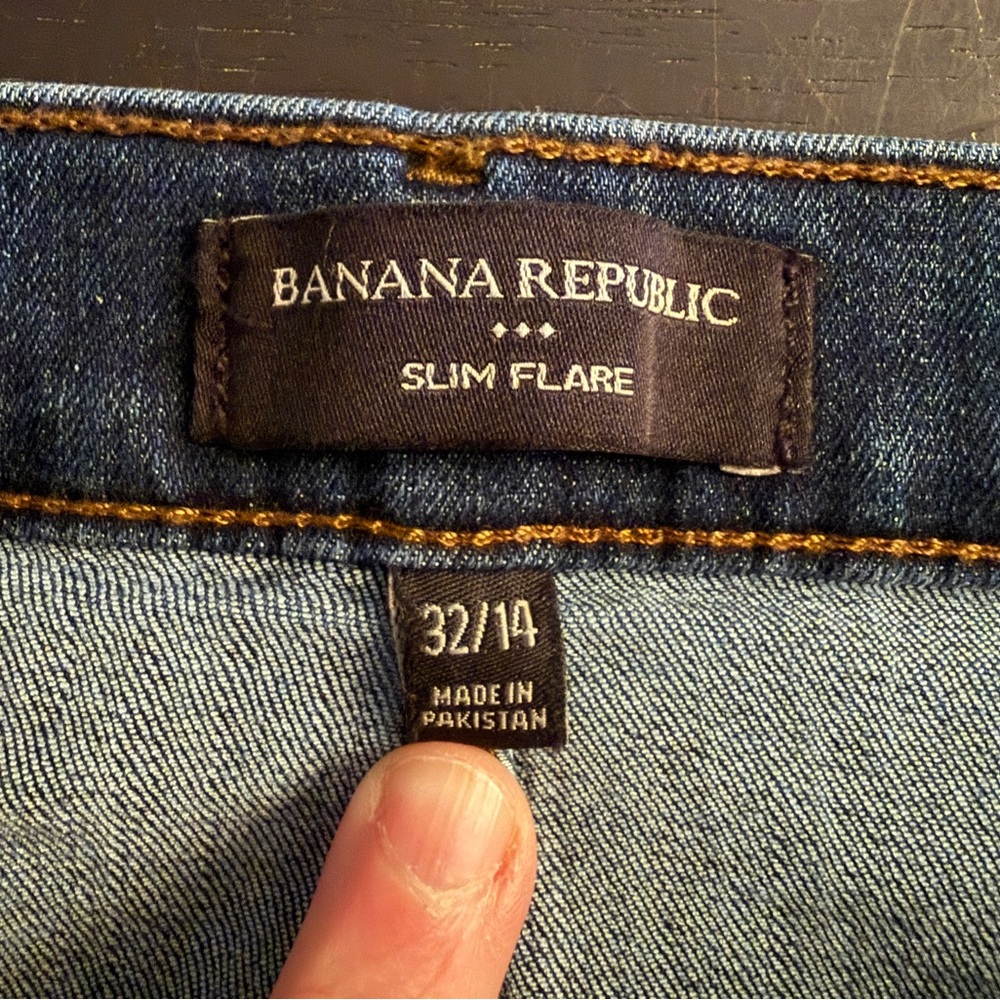 BANANA REPUBLIC
SLIM FLARE
32/14
MADE IN
PAKISTAN